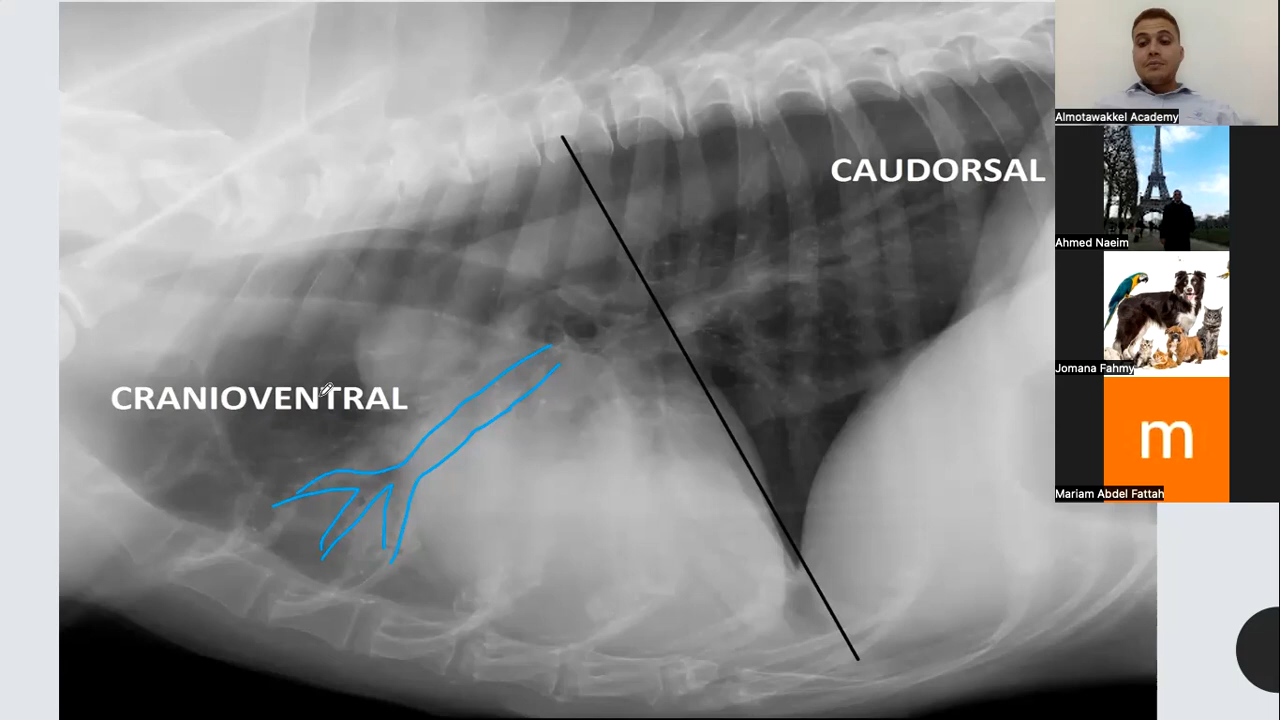 CAUDORSAL
CRANIOVENTRAL
Almotawakkel Academy
Ahmed Naeim
Jomana Fahmy
m
Mariam Abdel Fattah